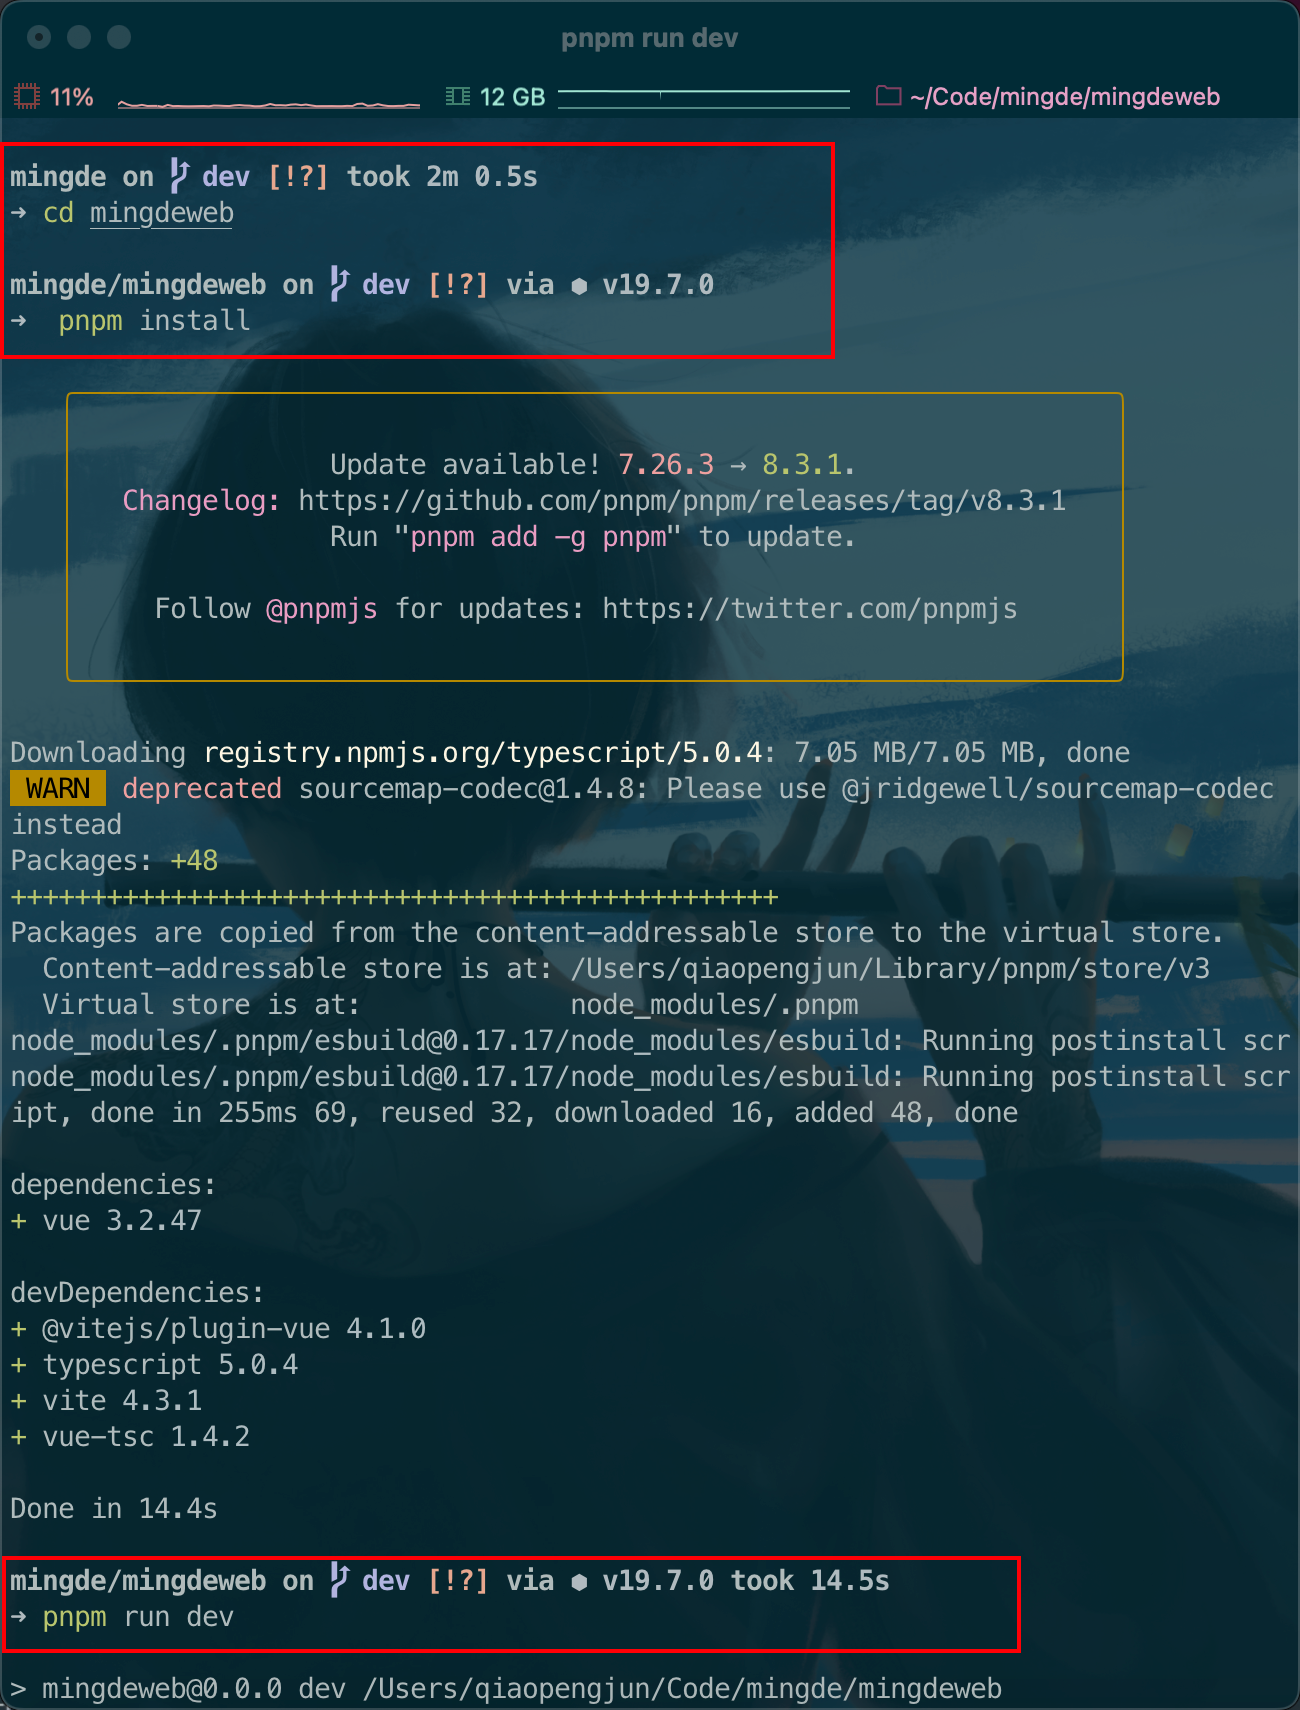 pnpm run dev
11% 12 GB ~/Code/mingde/mingdeweb
mingde on dev [!?] took 2m 0.5s
→ cd mingdeweb
mingde/mingdeweb on dev [!?] via ⬢ v19.7.0
→ pnpm install
Update available! 7.26.3 → 8.3.1.
Changelog: https://github.com/pnpm/pnpm/releases/tag/v8.3.1
Run "pnpm add -g pnpm" to update.
Follow @pnpmjs for updates: https://twitter.com/pnpmjs
Downloading registry.npmjs.org/typescript/5.0.4: 7.05 MB/7.05 MB, done
WARN deprecated sourcemap-codec@1.4.8: Please use @jridgewell/sourcemap-codec
instead
Packages: +48
++++++++++++++++++++++++++++++++++++++++++++++++
Packages are copied from the content-addressable store to the virtual store.
Content-addressable store is at: /Users/qiaopengjun/Library/pnpm/store/v3
Virtual store is at: node_modules/.pnpm
node_modules/.pnpm/esbuild@0.17.17/node_modules/esbuild: Running postinstall scr
node_modules/.pnpm/esbuild@0.17.17/node_modules/esbuild: Running postinstall scr
ipt, done in 255ms 69, reused 32, downloaded 16, added 48, done
dependencies:
+ vue 3.2.47
devDependencies:
+ @vitejs/plugin-vue 4.1.0
+ typescript 5.0.4
+ vite 4.3.1
+ vue-tsc 1.4.2
Done in 14.4s
mingde/mingdeweb on dev [!?] via ⬢ v19.7.0 took 14.5s
→ pnpm run dev
> mingdeweb@0.0.0 dev /Users/qiaopengjun/Code/mingde/mingdeweb